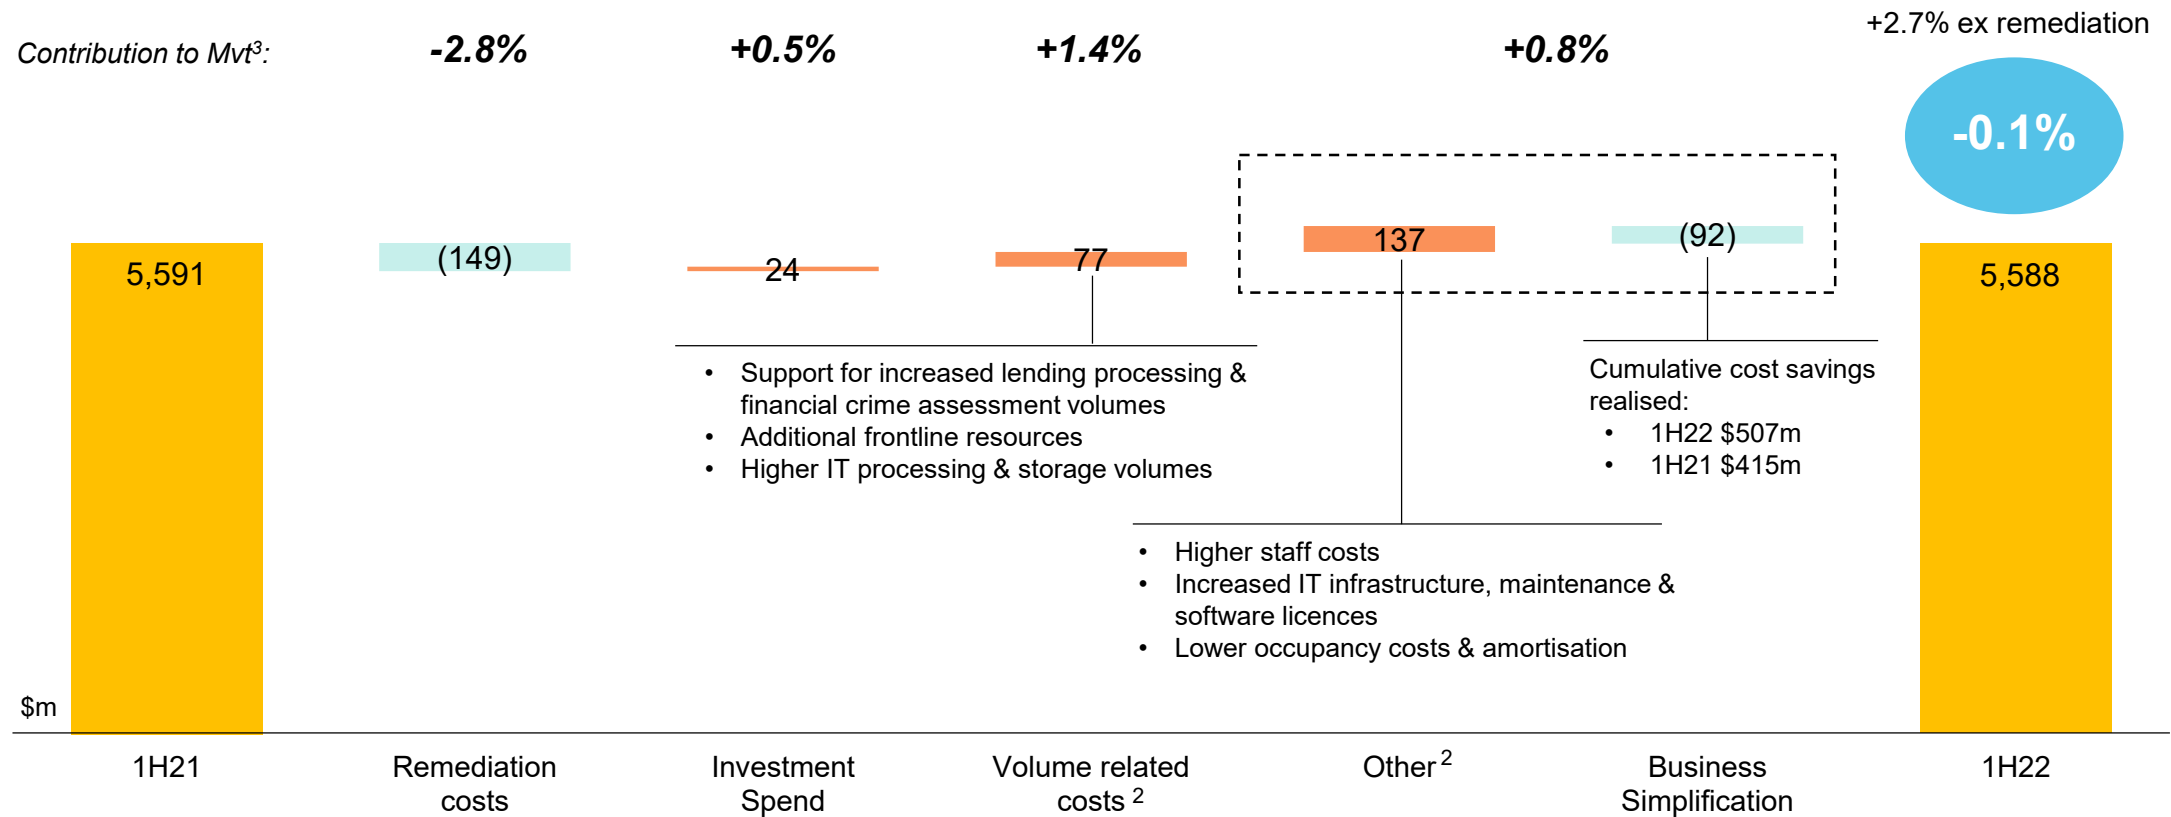 +2.7% ex remediation
Contribution to Mvt3: -2.8% +0.5% +1.4% +0.8%
-0.1%
5,591 (149) 24 77 137 (92) 5,588
• Support for increased lending processing &
financial crime assessment volumes
• Additional frontline resources
• Higher IT processing & storage volumes
Cumulative cost savings
realised:
• 1H22 $507m
• 1H21 $415m
• Higher staff costs
• Increased IT infrastructure, maintenance &
software licences
• Lower occupancy costs & amortisation
$m
1H21
Remediation
costs
Investment
Spend
Volume related
costs 2
Other 2
Business
Simplification
1H22